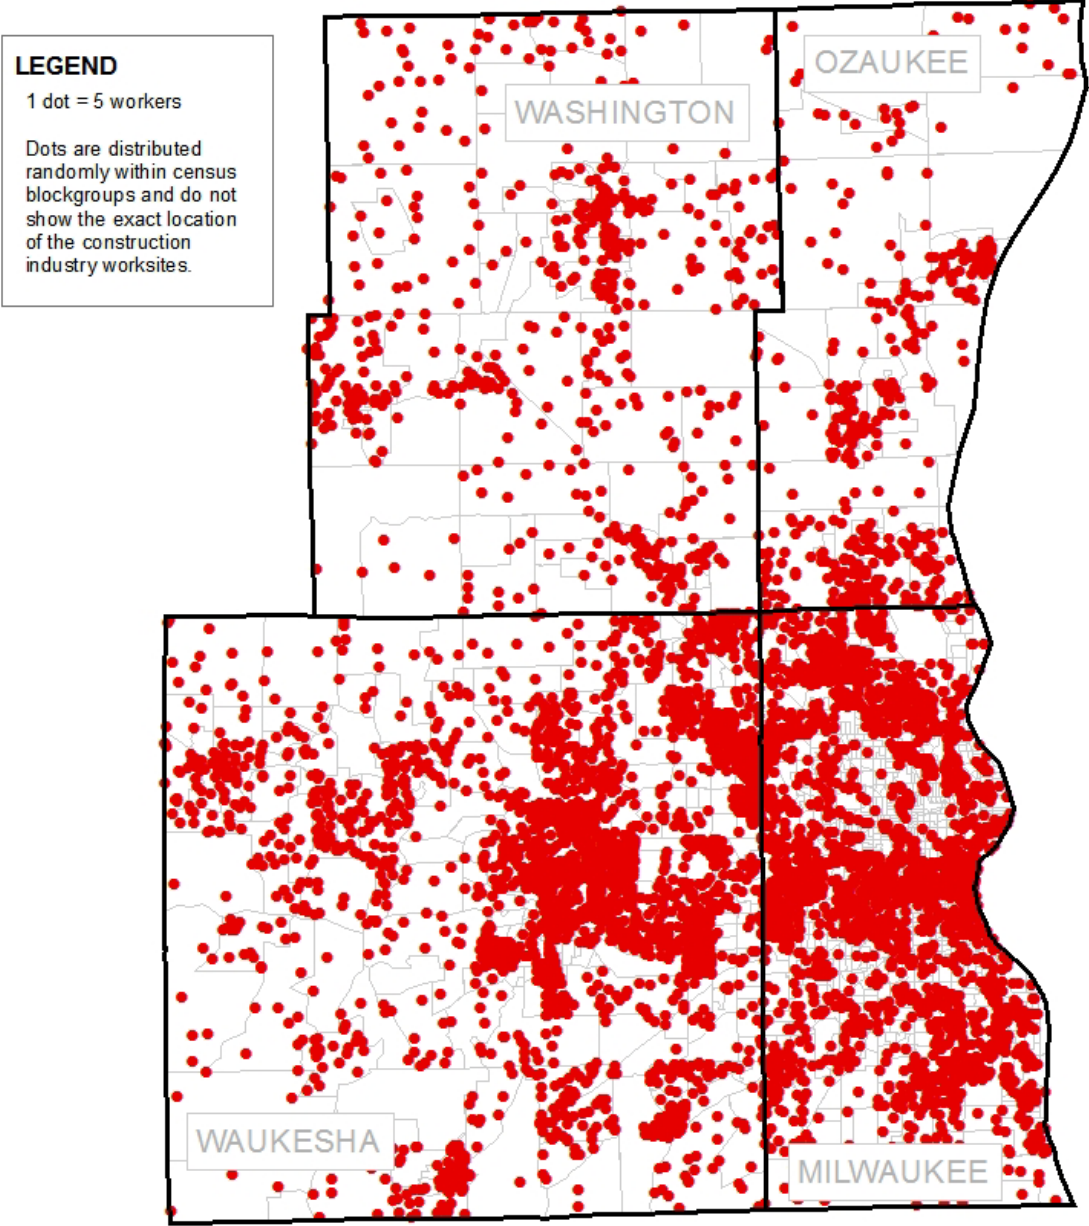 LEGEND
1 dot = 5 workers
Dots are distributed
randomly within census
blockgroups and do not
show the exact location
of the construction
industry worksites.
OZAUKEE
WASHINGTON
WAUKESHA
MILWAUKEE